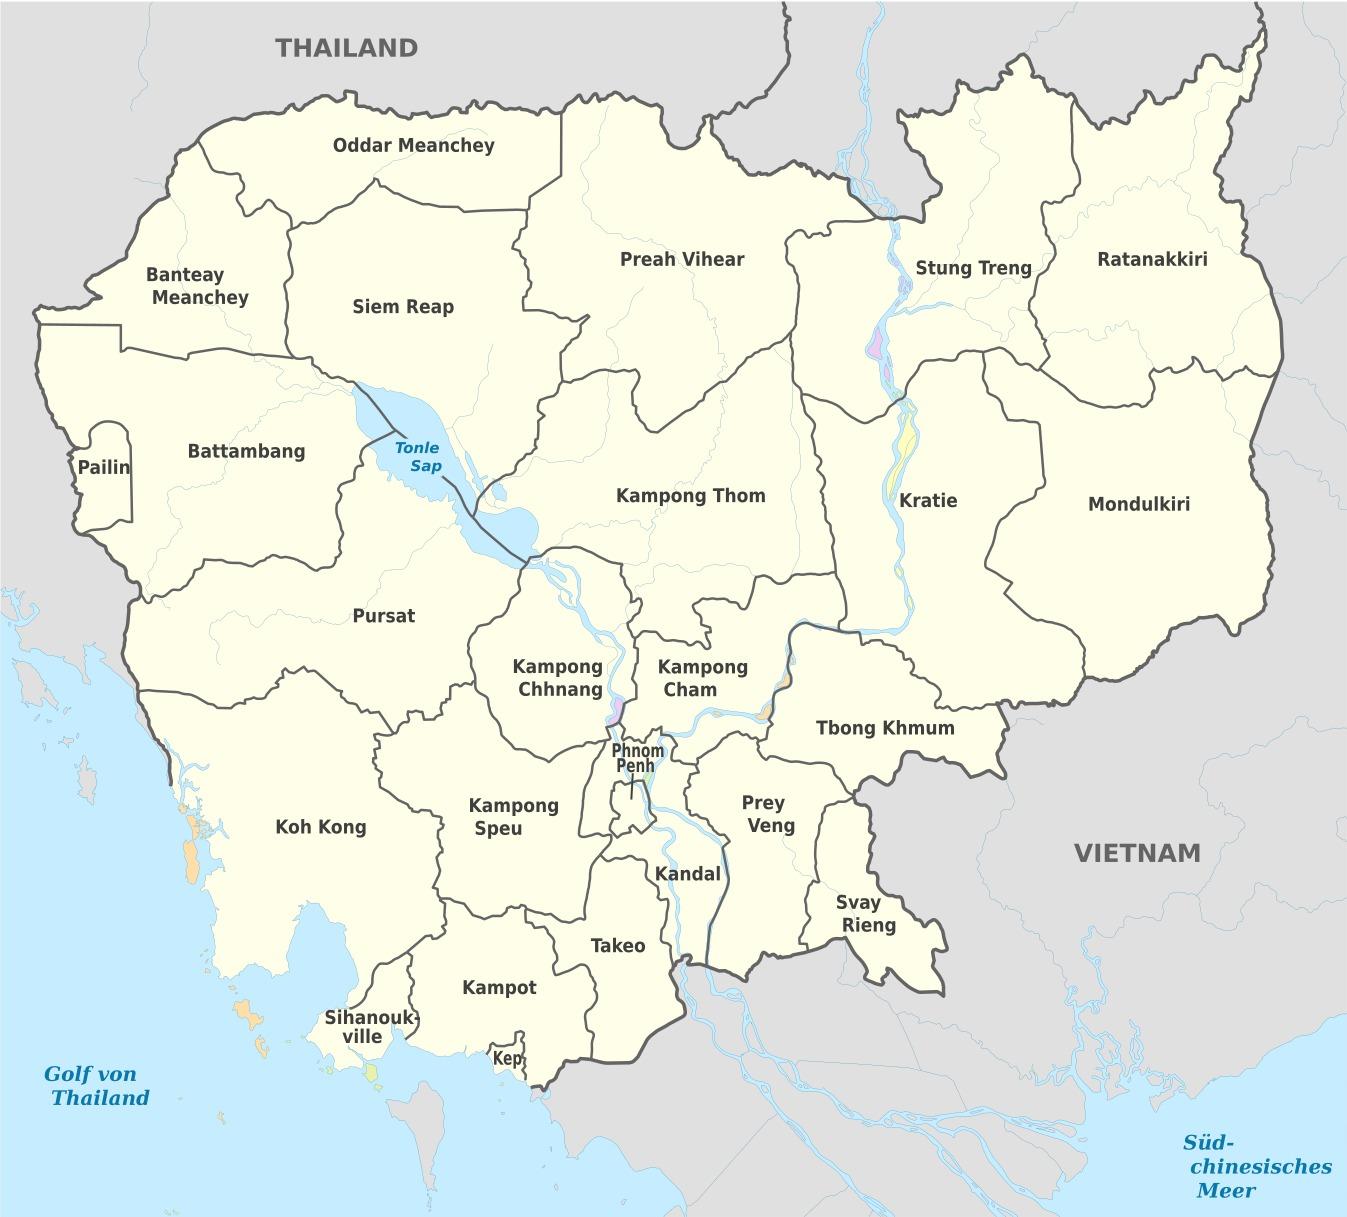 THAILAND
Oddar Meanchey
Preah Vihear
Stung Treng
Ratanakkiri
Banteay
Meanchey
Siem Reap
Battambang
Pailin
Tonle
Sap
Kampong Thom
Kratie
Mondulkiri
Pursat
Kampong
Chhnang
Kampong
Cham
Tbong Khmum
Phnom
Penh
Kampong
Speu
Prey
Veng
Koh Kong
VIETNAM
Kandal
Svay
Rieng
Takeo
Kampot
Sihanouk-
ville
Kep
Golf von
Thailand
Süd-
chinesisches
Meer